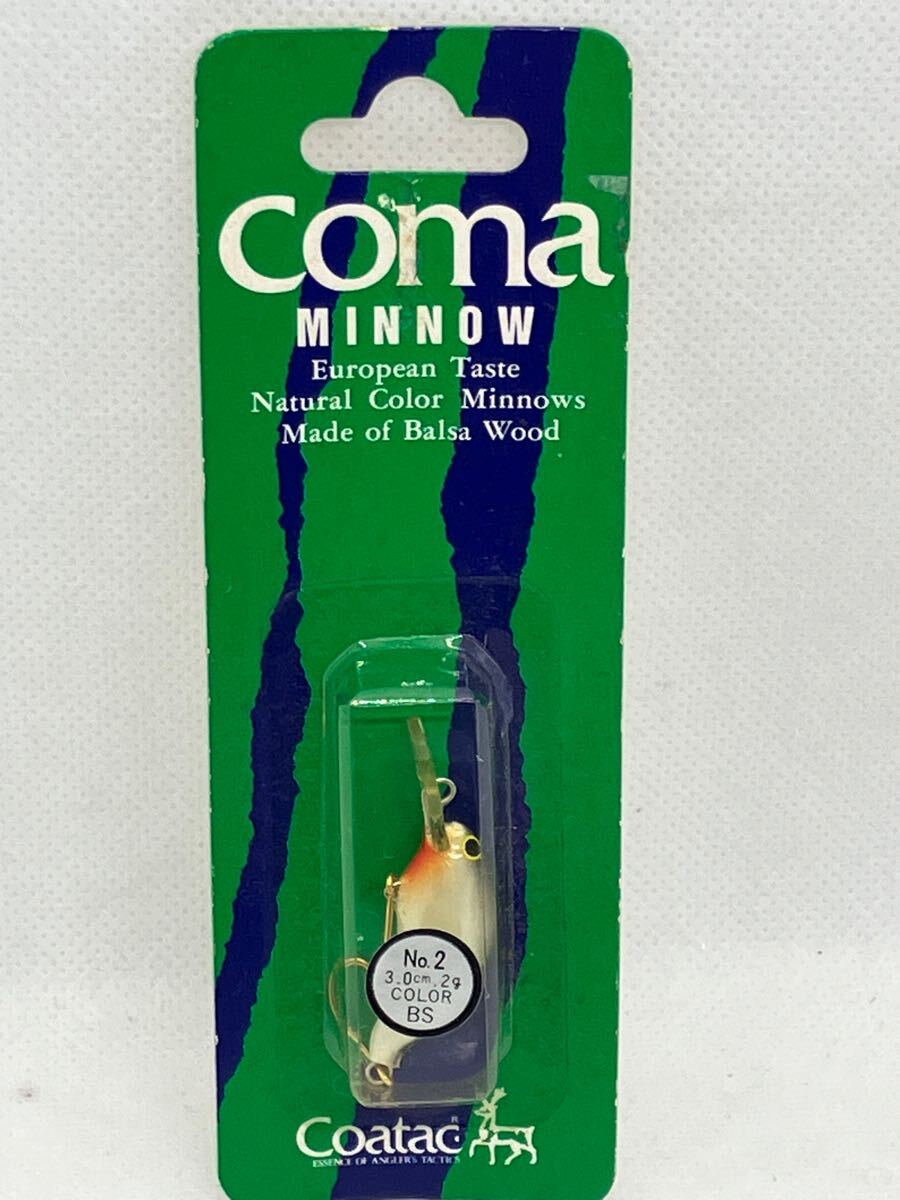 Coma
MINNOW
European Taste
Natural Color Minnows
Made of Balsa Wood
No.2
3.0cm.2g
COLOR
BS
Coatac®
ESSENCE OF ANGLER'S TACTICS